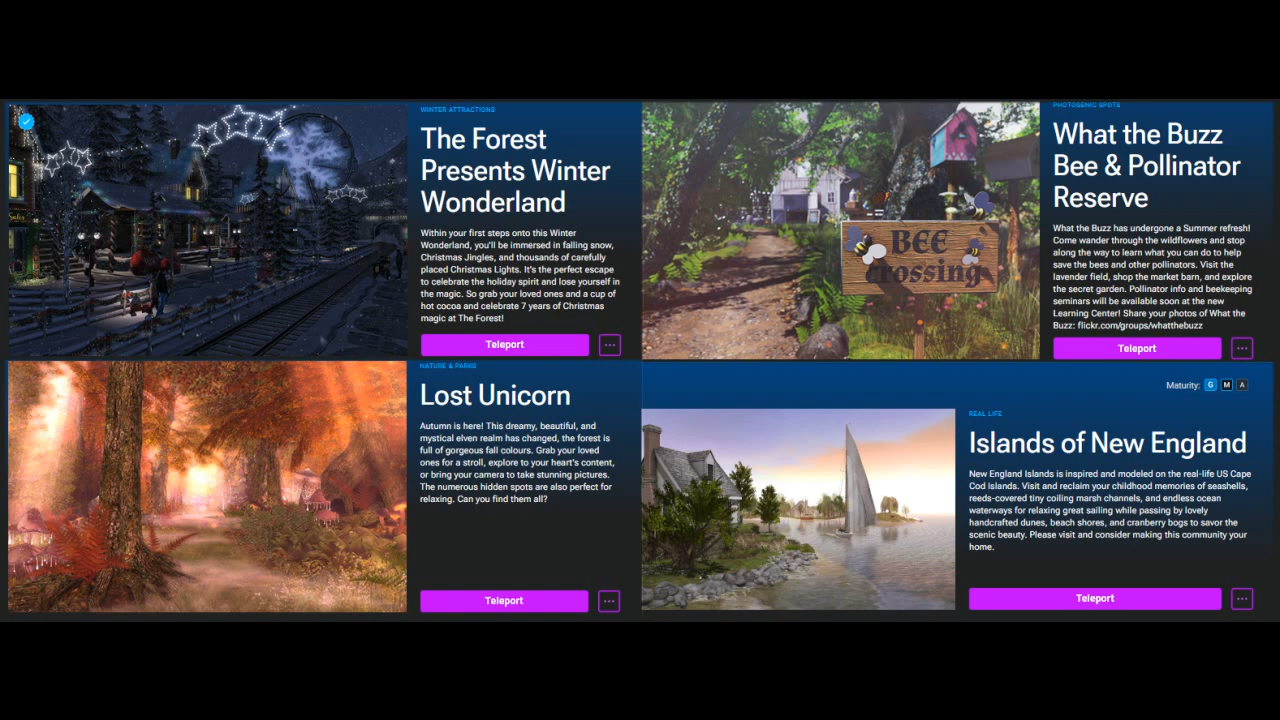 WINTER ATTRACTIONS
The Forest
Presents Winter
Wonderland
Within your first steps onto this Winter
Wonderland, you'll be immersed in falling snow,
Christmas Jingles, and thousands of carefully
placed Christmas Lights. It's the perfect escape
to celebrate the holiday spirit and lose yourself in
the magic. So grab your loved ones and a cup of
hot cocoa and celebrate 7 years of Christmas
magic at The Forest!
Teleport
BEE
crossing
PHOTOGENIC SPOTS
What the Buzz
Bee & Pollinator
Reserve
What the Buzz has undergone a Summer refresh!
Come wander through the wildflowers and stop
along the way to learn what you can do to help
save the bees and other pollinators. Visit the
lavender field, shop the market barn, and explore
the secret garden. Pollinator info and beekeeping
seminars will be available soon at the new
Learning Center! Share your photos of What the
Buzz: flickr.com/groups/whatthebuzz
Teleport
NATURE & PARKS
Lost Unicorn
Autumn is here! This dreamy, beautiful, and
mystical elven realm has changed, the forest is
full of gorgeous fall colours. Grab your loved
ones for a stroll, explore to your heart's content,
or bring your camera to take stunning pictures.
The numerous hidden spots are also perfect for
relaxing. Can you find them all?
Teleport
Maturity: G M A
REAL LIFE
Islands of New England
New England Islands is inspired and modeled on the real-life US Cape
Cod Islands. Visit and reclaim your childhood memories of seashells,
reeds-covered tiny coiling marsh channels, and endless ocean
waterways for relaxing great sailing while passing by lovely
handcrafted dunes, beach shores, and cranberry bogs to savor the
scenic beauty. Please visit and consider making this community your
home.
Teleport